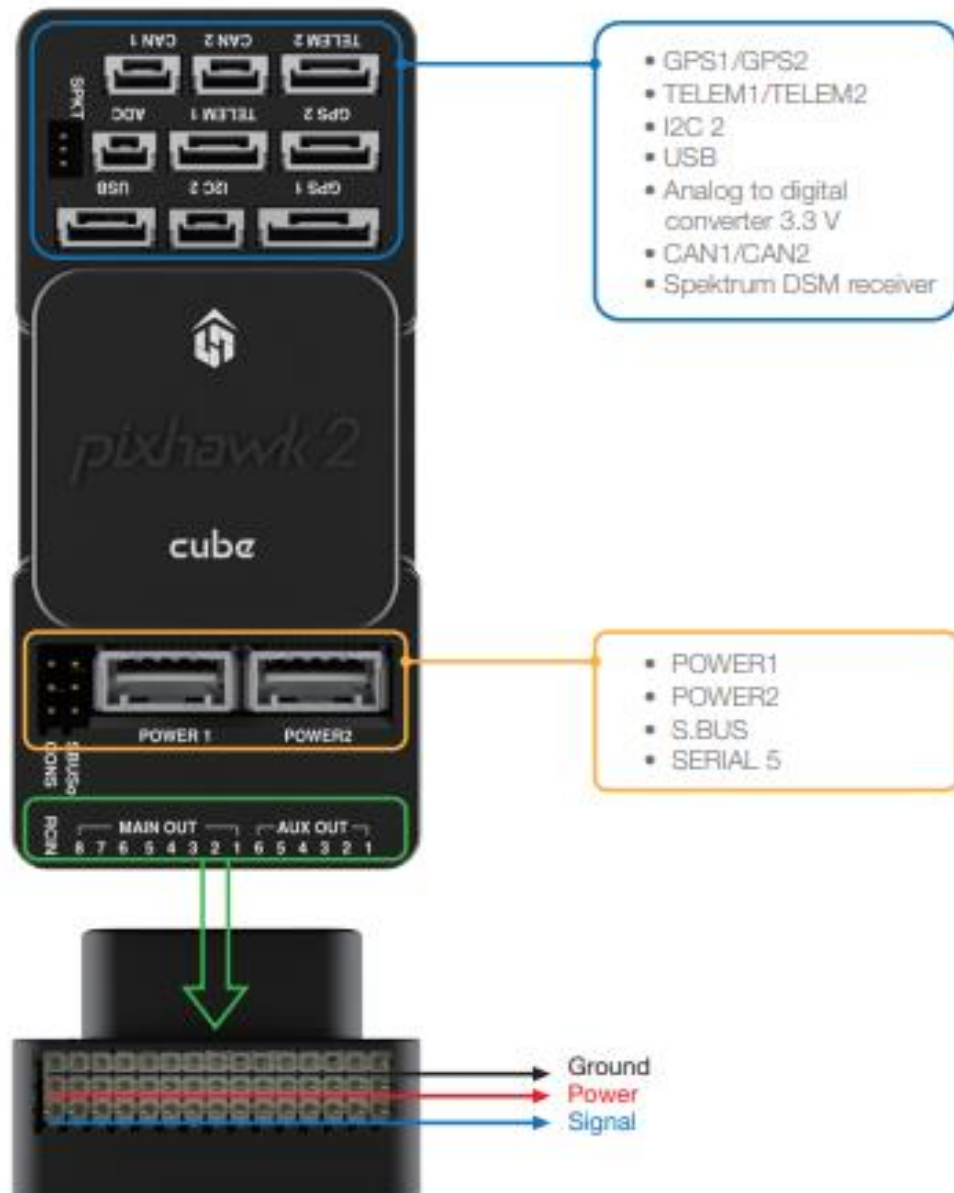 CAN 1 CAN 2 TELEM 2
SPKT ADC TELEM 1 GPS 2
USB I2C 2 GPS 1
• GPS1/GPS2
• TELEM1/TELEM2
• I2C 2
• USB
• Analog to digital
converter 3.3 V
• CAN1/CAN2
• Spektrum DSM receiver
pixhawk 2
cube
POWER 1 POWER2
• POWER1
• POWER2
• S.BUS
• SERIAL 5
CONS
S.BUSo
RCIN
MAIN OUT AUX OUT
8 7 6 5 4 3 2 1 6 5 4 3 2 1
Ground
Power
Signal